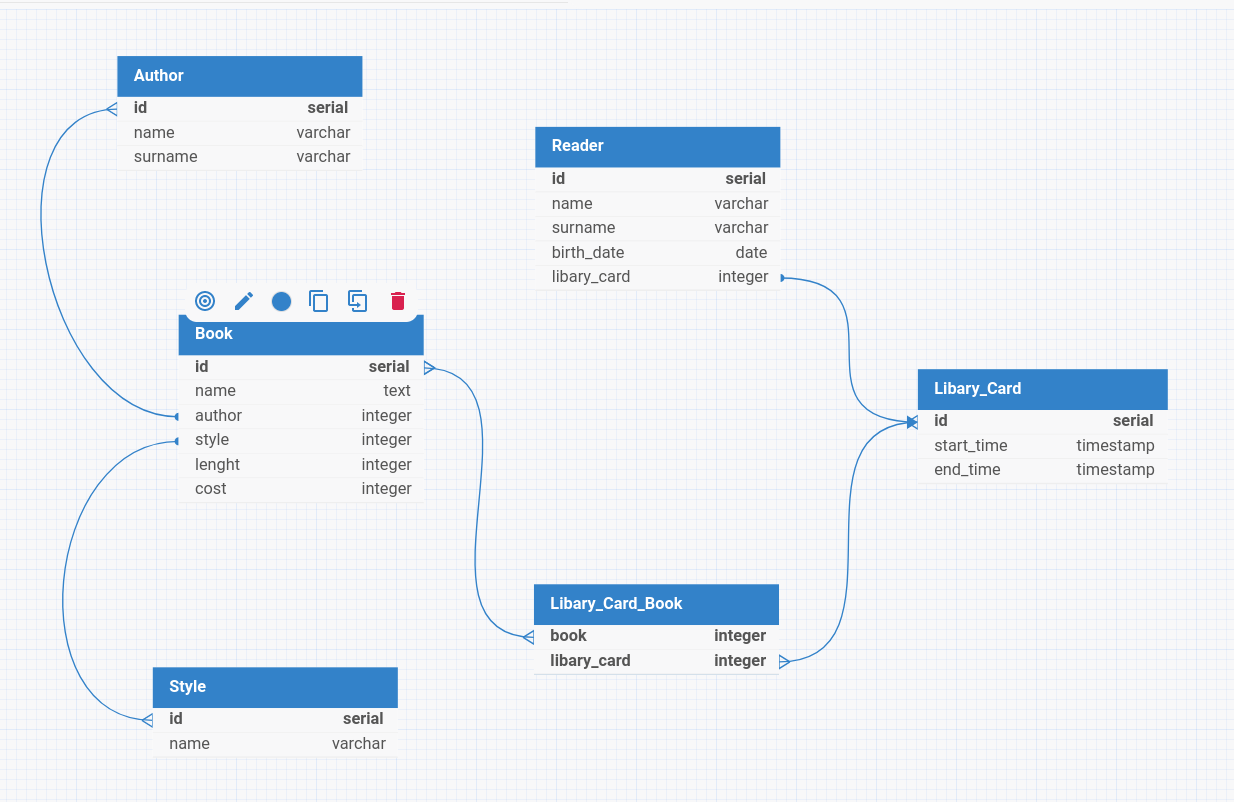 Author
id serial
name varchar
surname varchar
Reader
id serial
name varchar
surname varchar
birth_date date
libary_card integer
Book
id serial
name text
author integer
style integer
lenght integer
cost integer
Libary_Card
id serial
start_time timestamp
end_time timestamp
Libary_Card_Book
book integer
libary_card integer
Style
id serial
name varchar